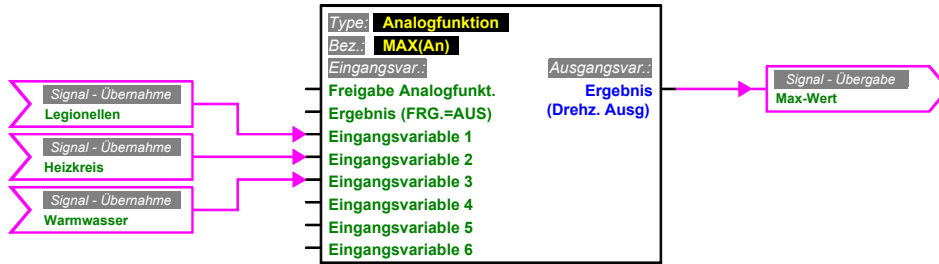 Type: Analogfunktion
Bez.: MAX(An)
Eingangsvar.: Ausgangsvar.:
Freigabe Analogfunkt. Ergebnis
Ergebnis (FRG.=AUS) (Drehz. Ausg)
Eingangsvariable 1
Eingangsvariable 2
Eingangsvariable 3
Eingangsvariable 4
Eingangsvariable 5
Eingangsvariable 6
Signal - Übernahme
Legionellen
Signal - Übernahme
Heizkreis
Signal - Übernahme
Warmwasser
Signal - Übergabe
Max-Wert